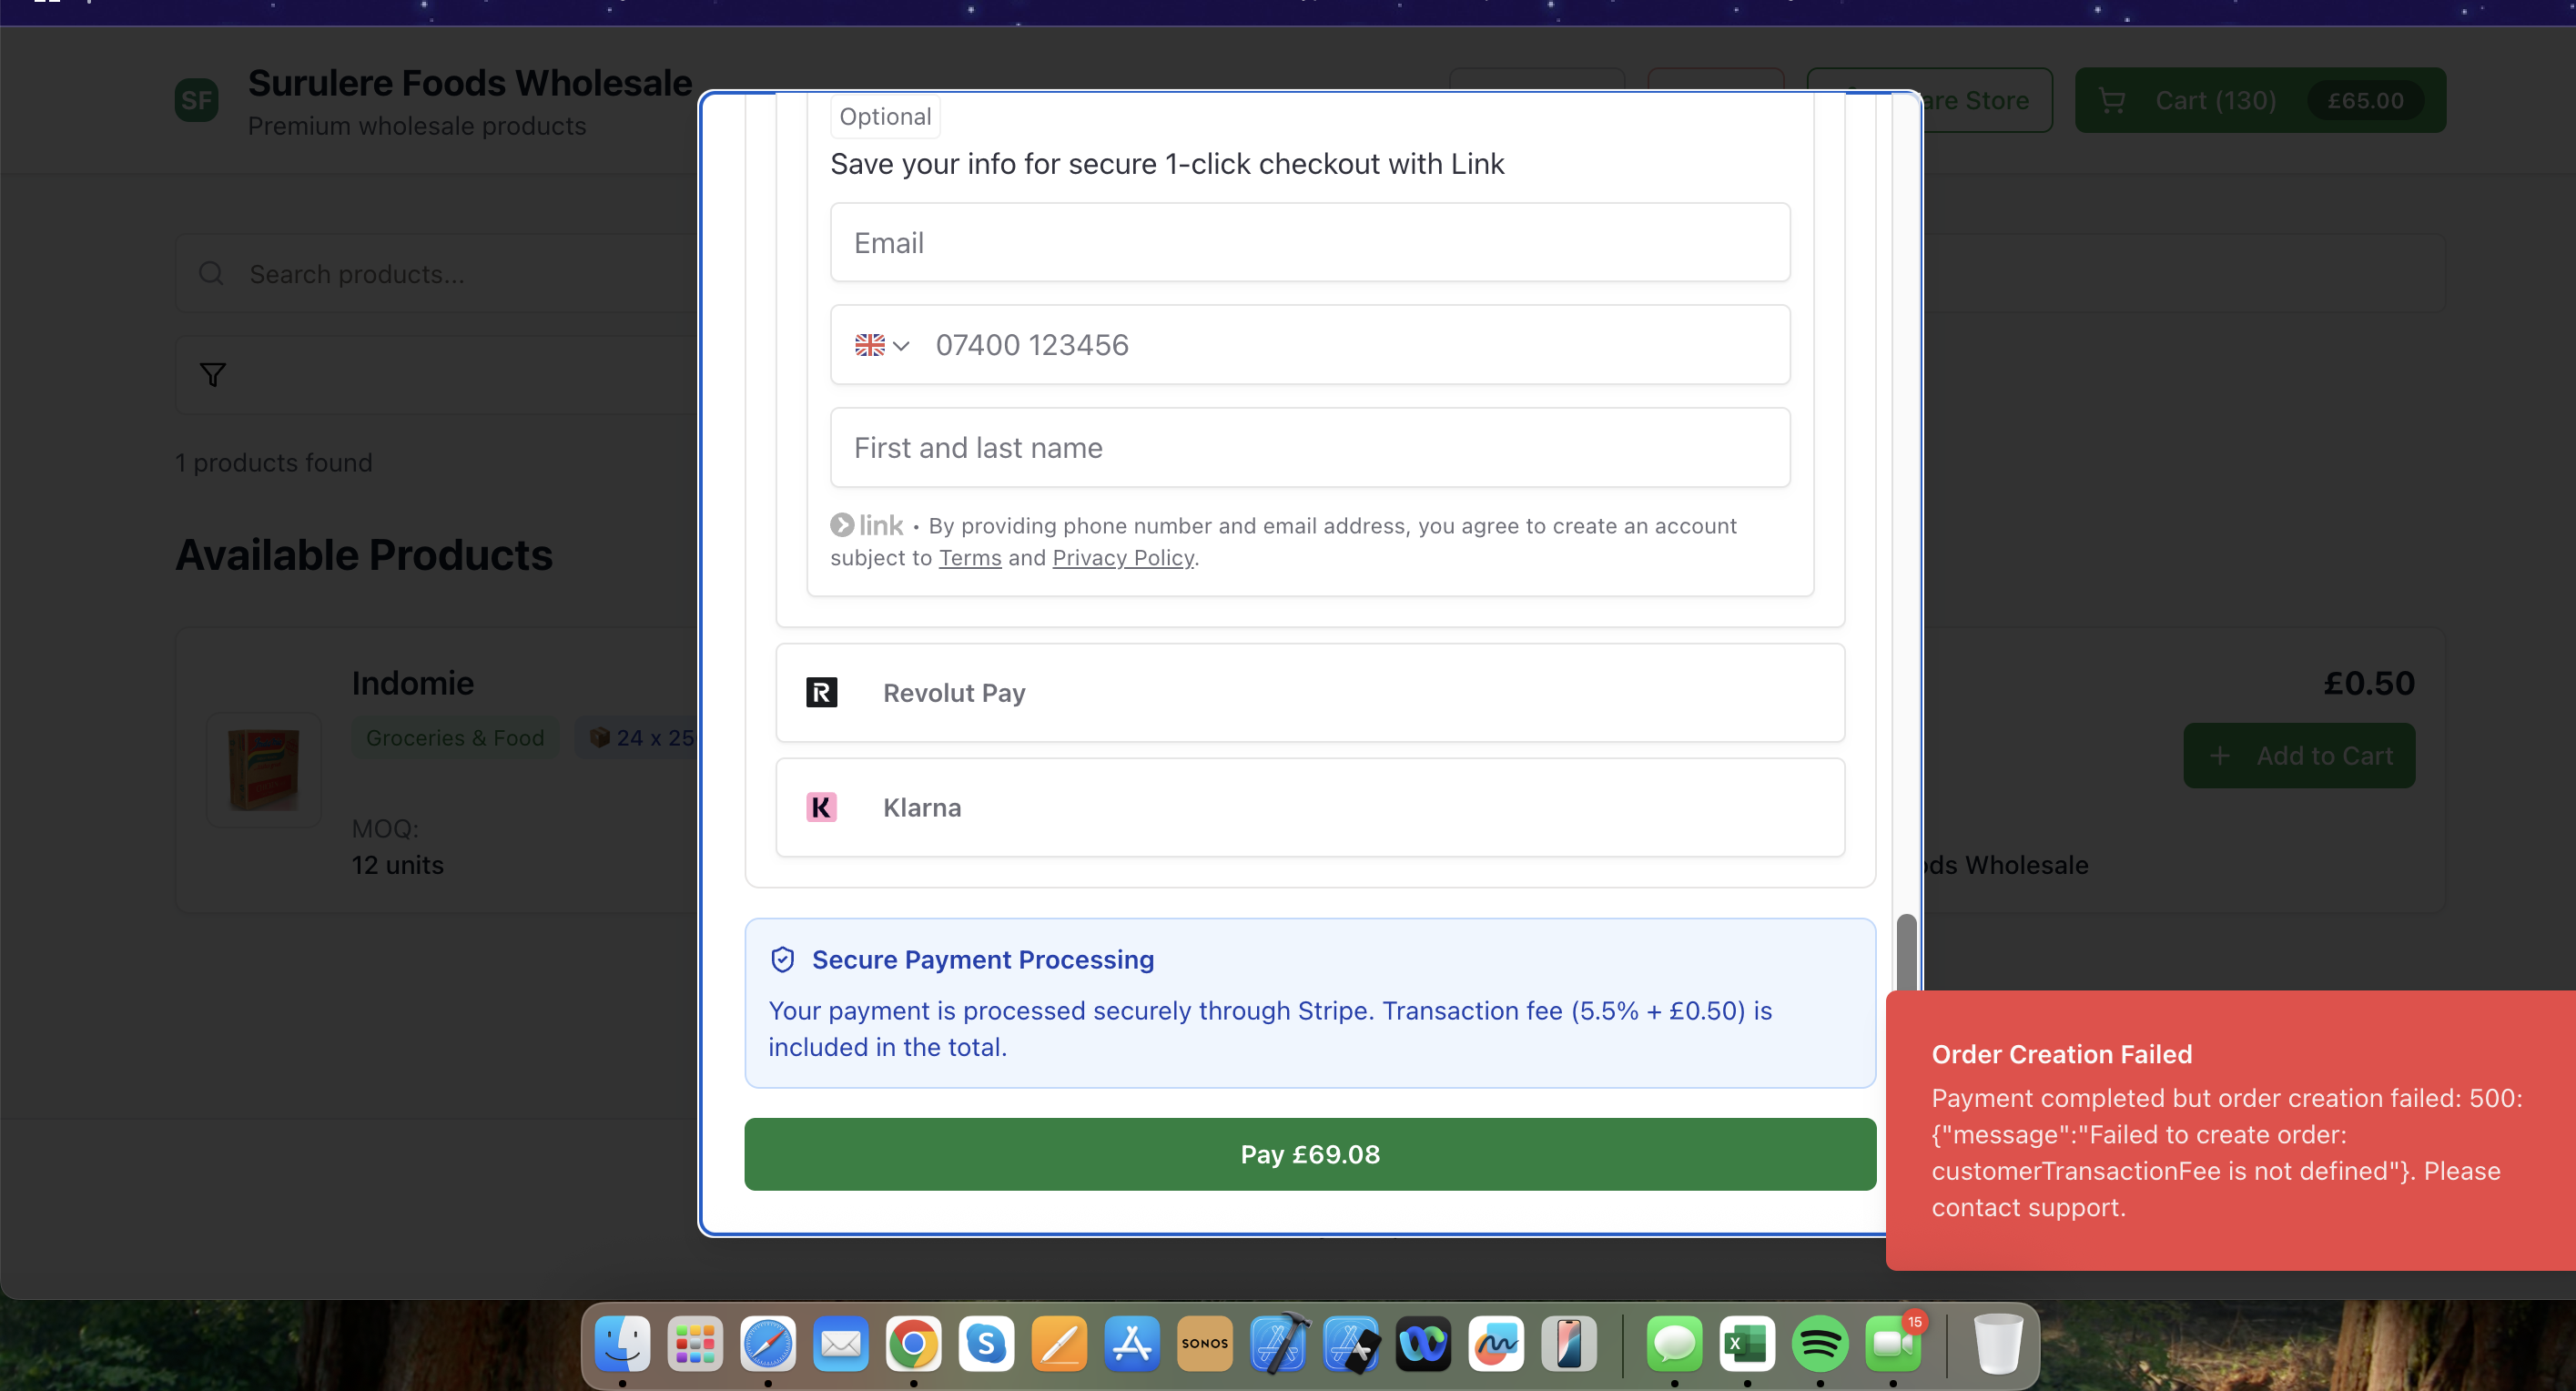 SF
Surulere Foods Wholesale
Premium wholesale products
are Store
Cart (130)
£65.00
Search products...
1 products found
Available Products
Indomie
Groceries & Food
24 x 25
MOQ:
12 units
£0.50
+ Add to Cart
ods Wholesale
Optional
Save your info for secure 1-click checkout with Link
Email
07400 123456
First and last name
link • By providing phone number and email address, you agree to create an account
subject to Terms and Privacy Policy.
Revolut Pay
Klarna
Secure Payment Processing
Your payment is processed securely through Stripe. Transaction fee (5.5% + £0.50) is
included in the total.
Pay £69.08
Order Creation Failed
Payment completed but order creation failed: 500:
{"message":"Failed to create order:
customerTransactionFee is not defined"}. Please
contact support.
SONOS
15